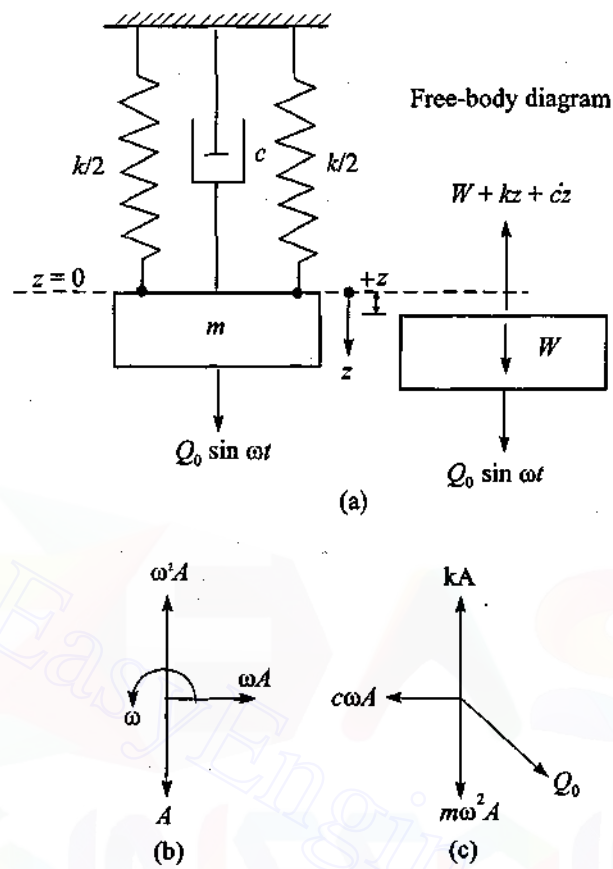 Free-body diagram
k/2
c
k/2
W + kz + ċz
z = 0
+z
m
z
W
Q₀ sin ωt
Q₀ sin ωt
(a)
ω²A
kA
ω
ωA
cωA
Q₀
A
mω²A
(b)
(c)
EasyEngin